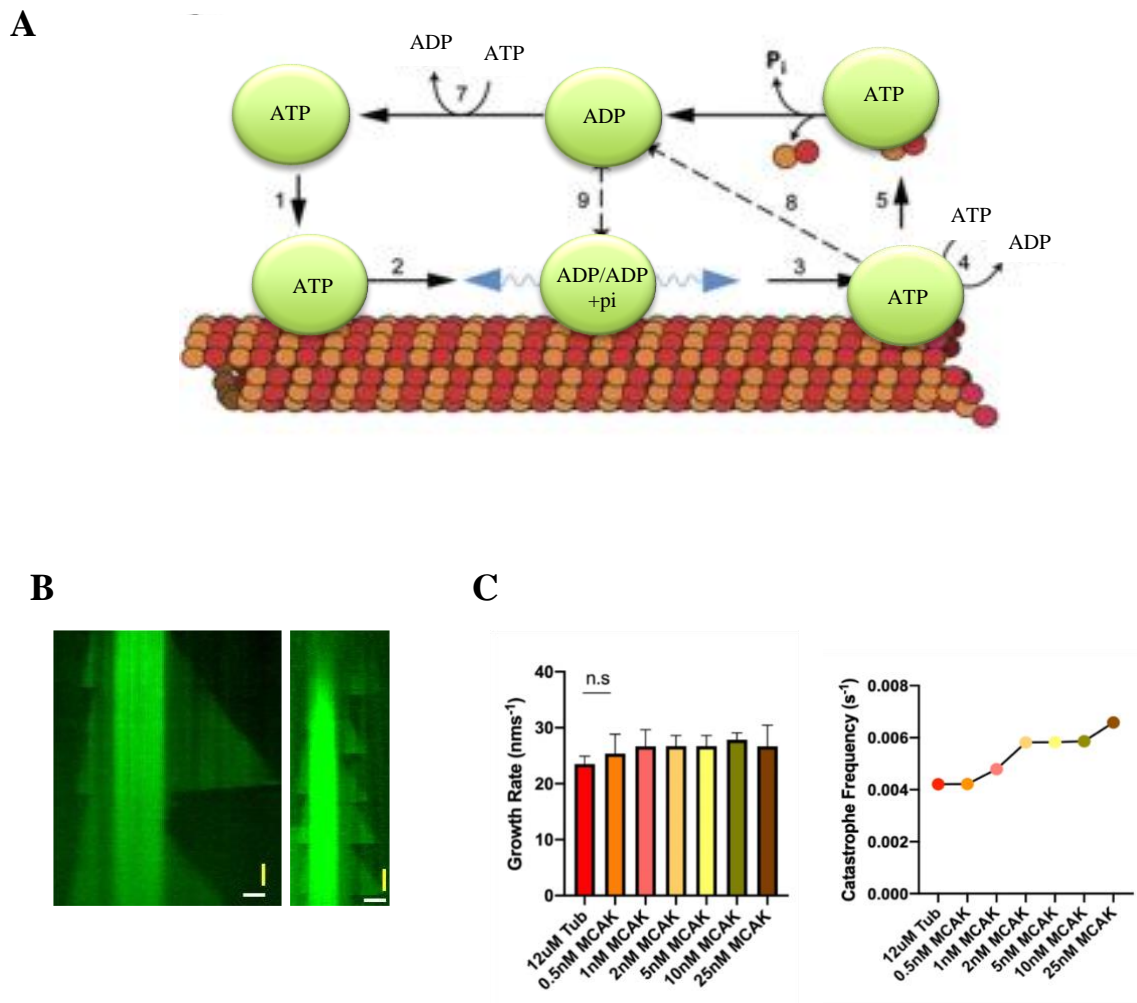 A
ADP
ATP
7
Pi
ATP
ADP
ATP
1
9
8
5
ATP
ADP
4
2
3
ATP
ADP/ADP
+pi
ATP
B
C
n.s
Growth Rate (nms-1)
40
30
20
10
0
12uM Tub
0.5nM MCAK
1nM MCAK
2nM MCAK
5nM MCAK
10nM MCAK
25nM MCAK
Catastrophe Frequency (s-1)
0.008
0.006
0.004
0.002
0.000
12uM Tub
0.5nM MCAK
1nM MCAK
2nM MCAK
5nM MCAK
10nM MCAK
25nM MCAK